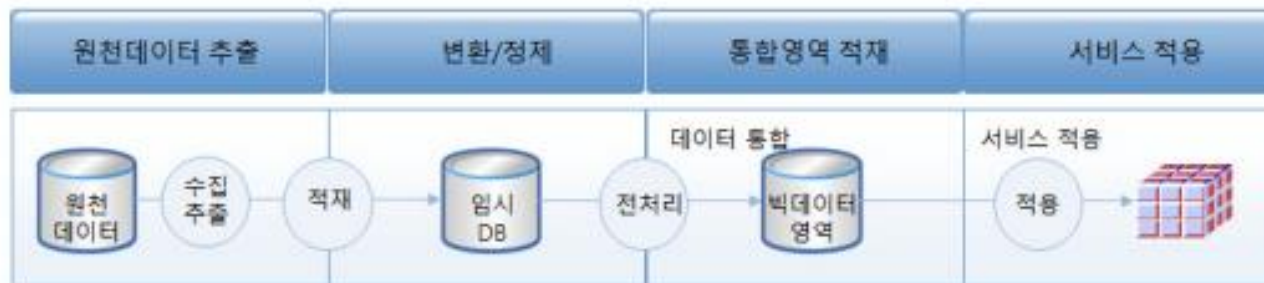 원천데이터 추출
변환/정제
통합영역 적재
서비스 적용
데이터 통합
서비스 적용
원천
데이터
수집
추출
적재
임시
DB
전처리
빅데이터
영역
적용